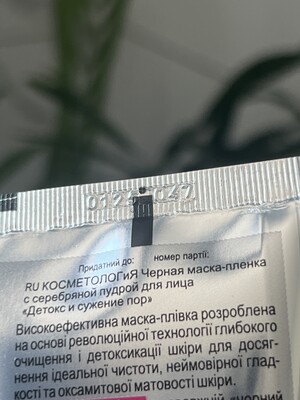 Придатний до: номер партії:
RU КОСМЕТОЛОГиЯ Черная маска-пленка
с серебряной пудрой для лица
«Детокс и сужение пор»
Високоефективна маска-плівка розроблена
на основі революційної технології глибокого
очищення і детоксикації шкіри для досяг-
нення ідеальної чистоти, неймовірної глад-
кості та оксамитової матовості шкіри.